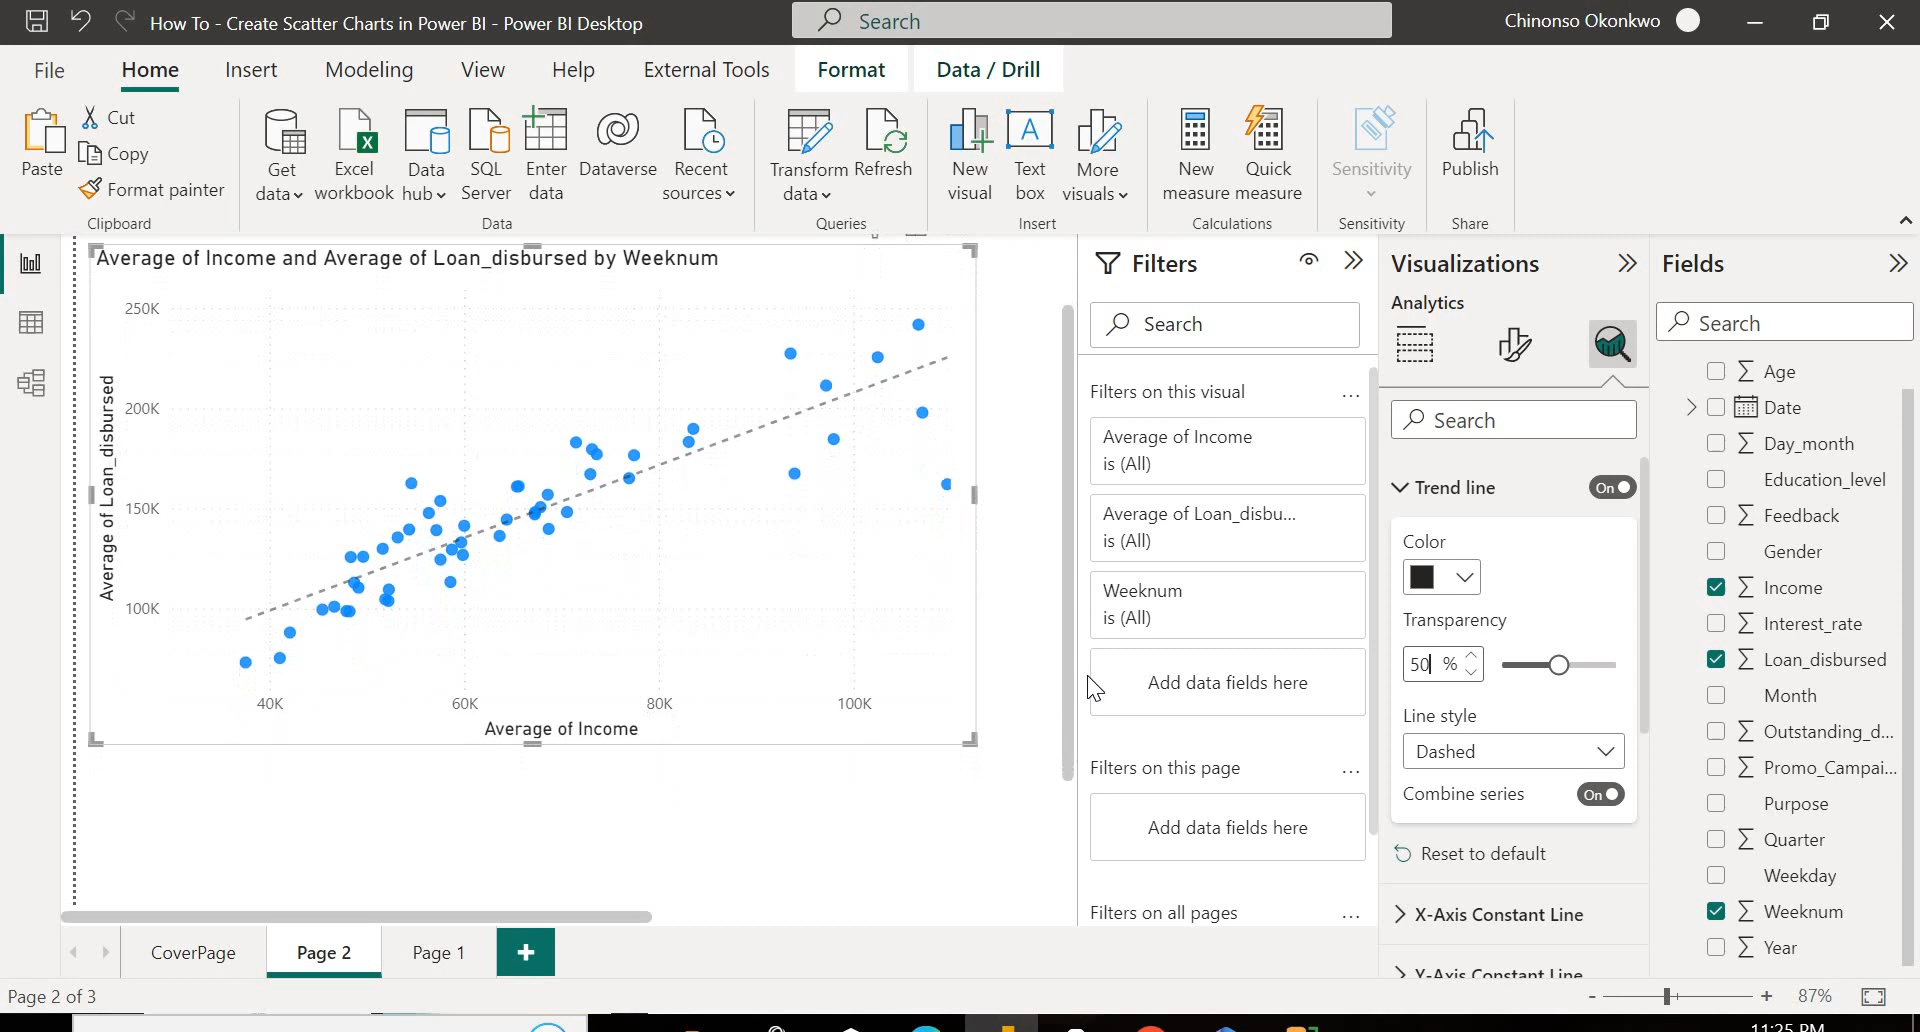 How To - Create Scatter Charts in Power BI - Power BI Desktop
Search
Chinonso Okonkwo
File
Home
Insert
Modeling
View
Help
External Tools
Format
Data / Drill
Paste
Cut
Copy
Format painter
Clipboard
Get
data
Excel
workbook
Data
hub
SQL
Server
Enter
data
Dataverse
Recent
sources
Data
Transform
data
Refresh
Queries
New
visual
Text
box
More
visuals
Insert
New
measure
Quick
measure
Calculations
Sensitivity
Sensitivity
Publish
Share
Average of Income and Average of Loan_disbursed by Weeknum
250K
200K
150K
100K
Average of Loan_disbursed
40K
60K
80K
100K
Average of Income
Filters
Search
Filters on this visual
...
Average of Income
is (All)
Average of Loan_disbu...
is (All)
Weeknum
is (All)
Add data fields here
Filters on this page
...
Add data fields here
Filters on all pages
...
Visualizations
Analytics
Search
Trend line
On
Color
Transparency
50 %
Line style
Dashed
Combine series
On
Reset to default
X-Axis Constant Line
Y-Axis Constant Line
Fields
Search
Age
Date
Day_month
Education_level
Feedback
Gender
Income
Interest_rate
Loan_disbursed
Month
Outstanding_d...
Promo_Campai...
Purpose
Quarter
Weekday
Weeknum
Year
CoverPage
Page 2
Page 1
+
Page 2 of 3
- + 87%
11:25 PM